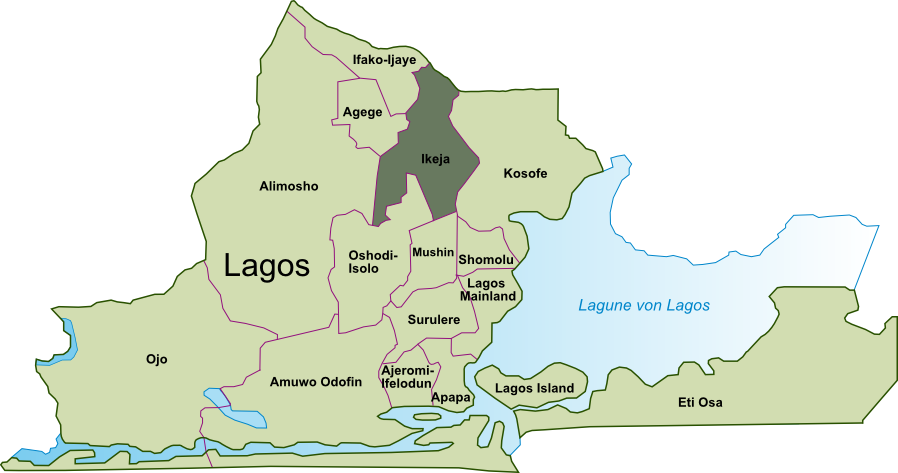 Ifako-Ijaye
Agege
Ikeja
Kosofe
Alimosho
Lagos
Oshodi-
Isolo
Mushin
Shomolu
Lagos
Mainland
Lagune von Lagos
Surulere
Ojo
Amuwo Odofin
Ajeromi-
Ifelodun
Apapa
Lagos Island
Eti Osa